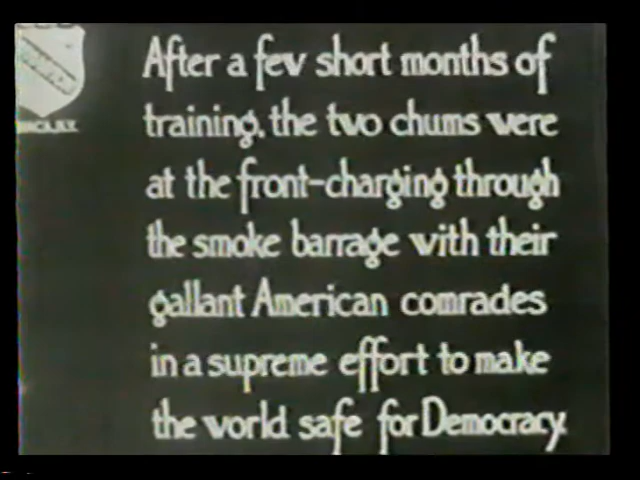 After a few short months of
training, the two chums were
at the front-charging through
the smoke barrage with their
gallant American comrades
in a supreme effort to make
the world safe for Democracy.